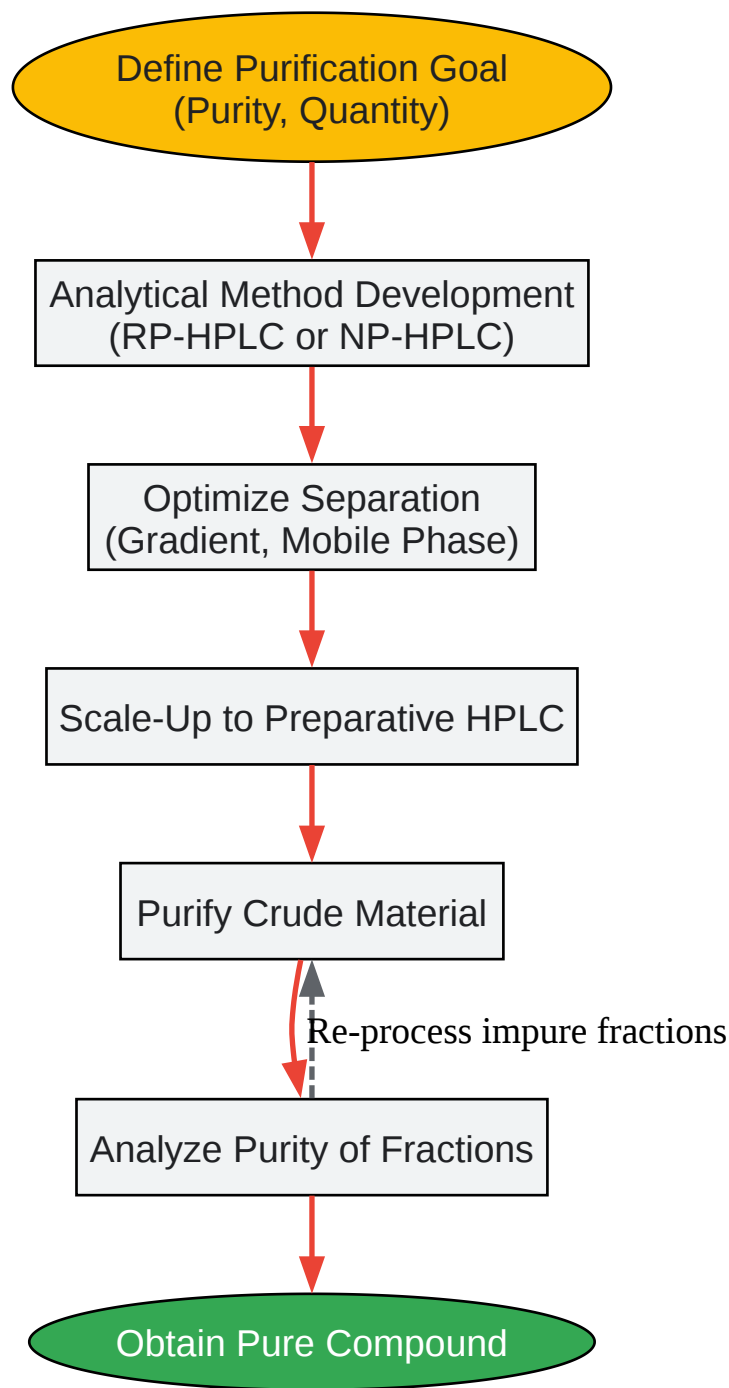 Define Purification Goal
(Purity, Quantity)
Analytical Method Development
(RP-HPLC or NP-HPLC)
Optimize Separation
(Gradient, Mobile Phase)
Scale-Up to Preparative HPLC
Purify Crude Material
Re-process impure fractions
Analyze Purity of Fractions
Obtain Pure Compound